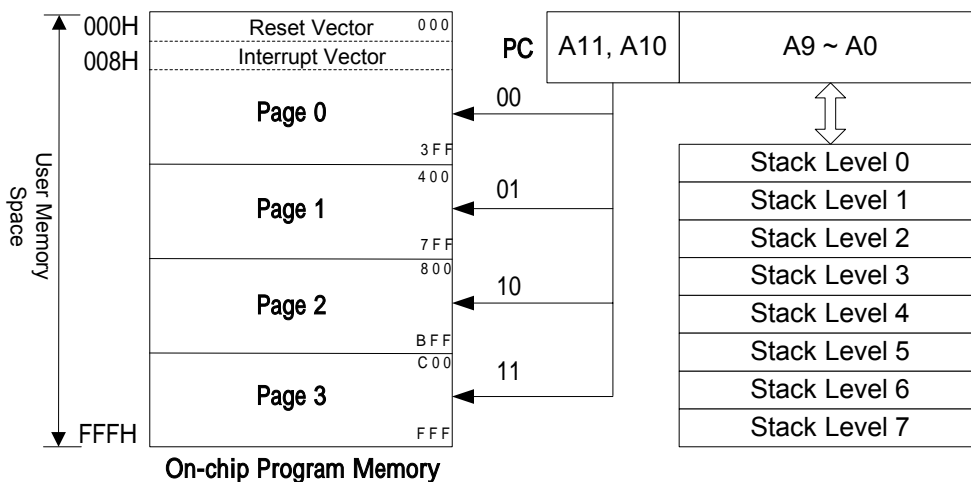 000H
Reset Vector
000
008H
Interrupt Vector
Page 0
3FF
400
Page 1
7FF
800
Page 2
BFF
C00
Page 3
FFFH
FFF
User Memory
Space
On-chip Program Memory
PC
A11, A10
A9 ~ A0
00
01
10
11
Stack Level 0
Stack Level 1
Stack Level 2
Stack Level 3
Stack Level 4
Stack Level 5
Stack Level 6
Stack Level 7